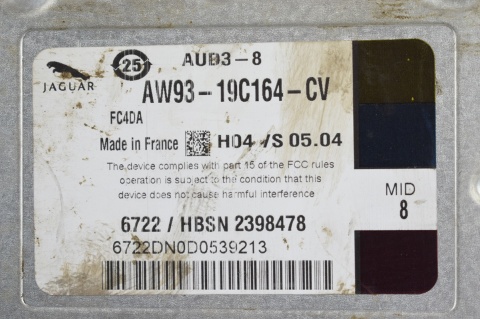 25 AUD3-8
JAGUAR
AW93-19C164-CV
FC4DA
Made in France H04 /S 05.04
The device complies with part 15 of the FCC rules
operation is subject to the condition that this
device does not cause harmful interference
MID
8
6722 / HBSN 2398478
6722DN0D0539213